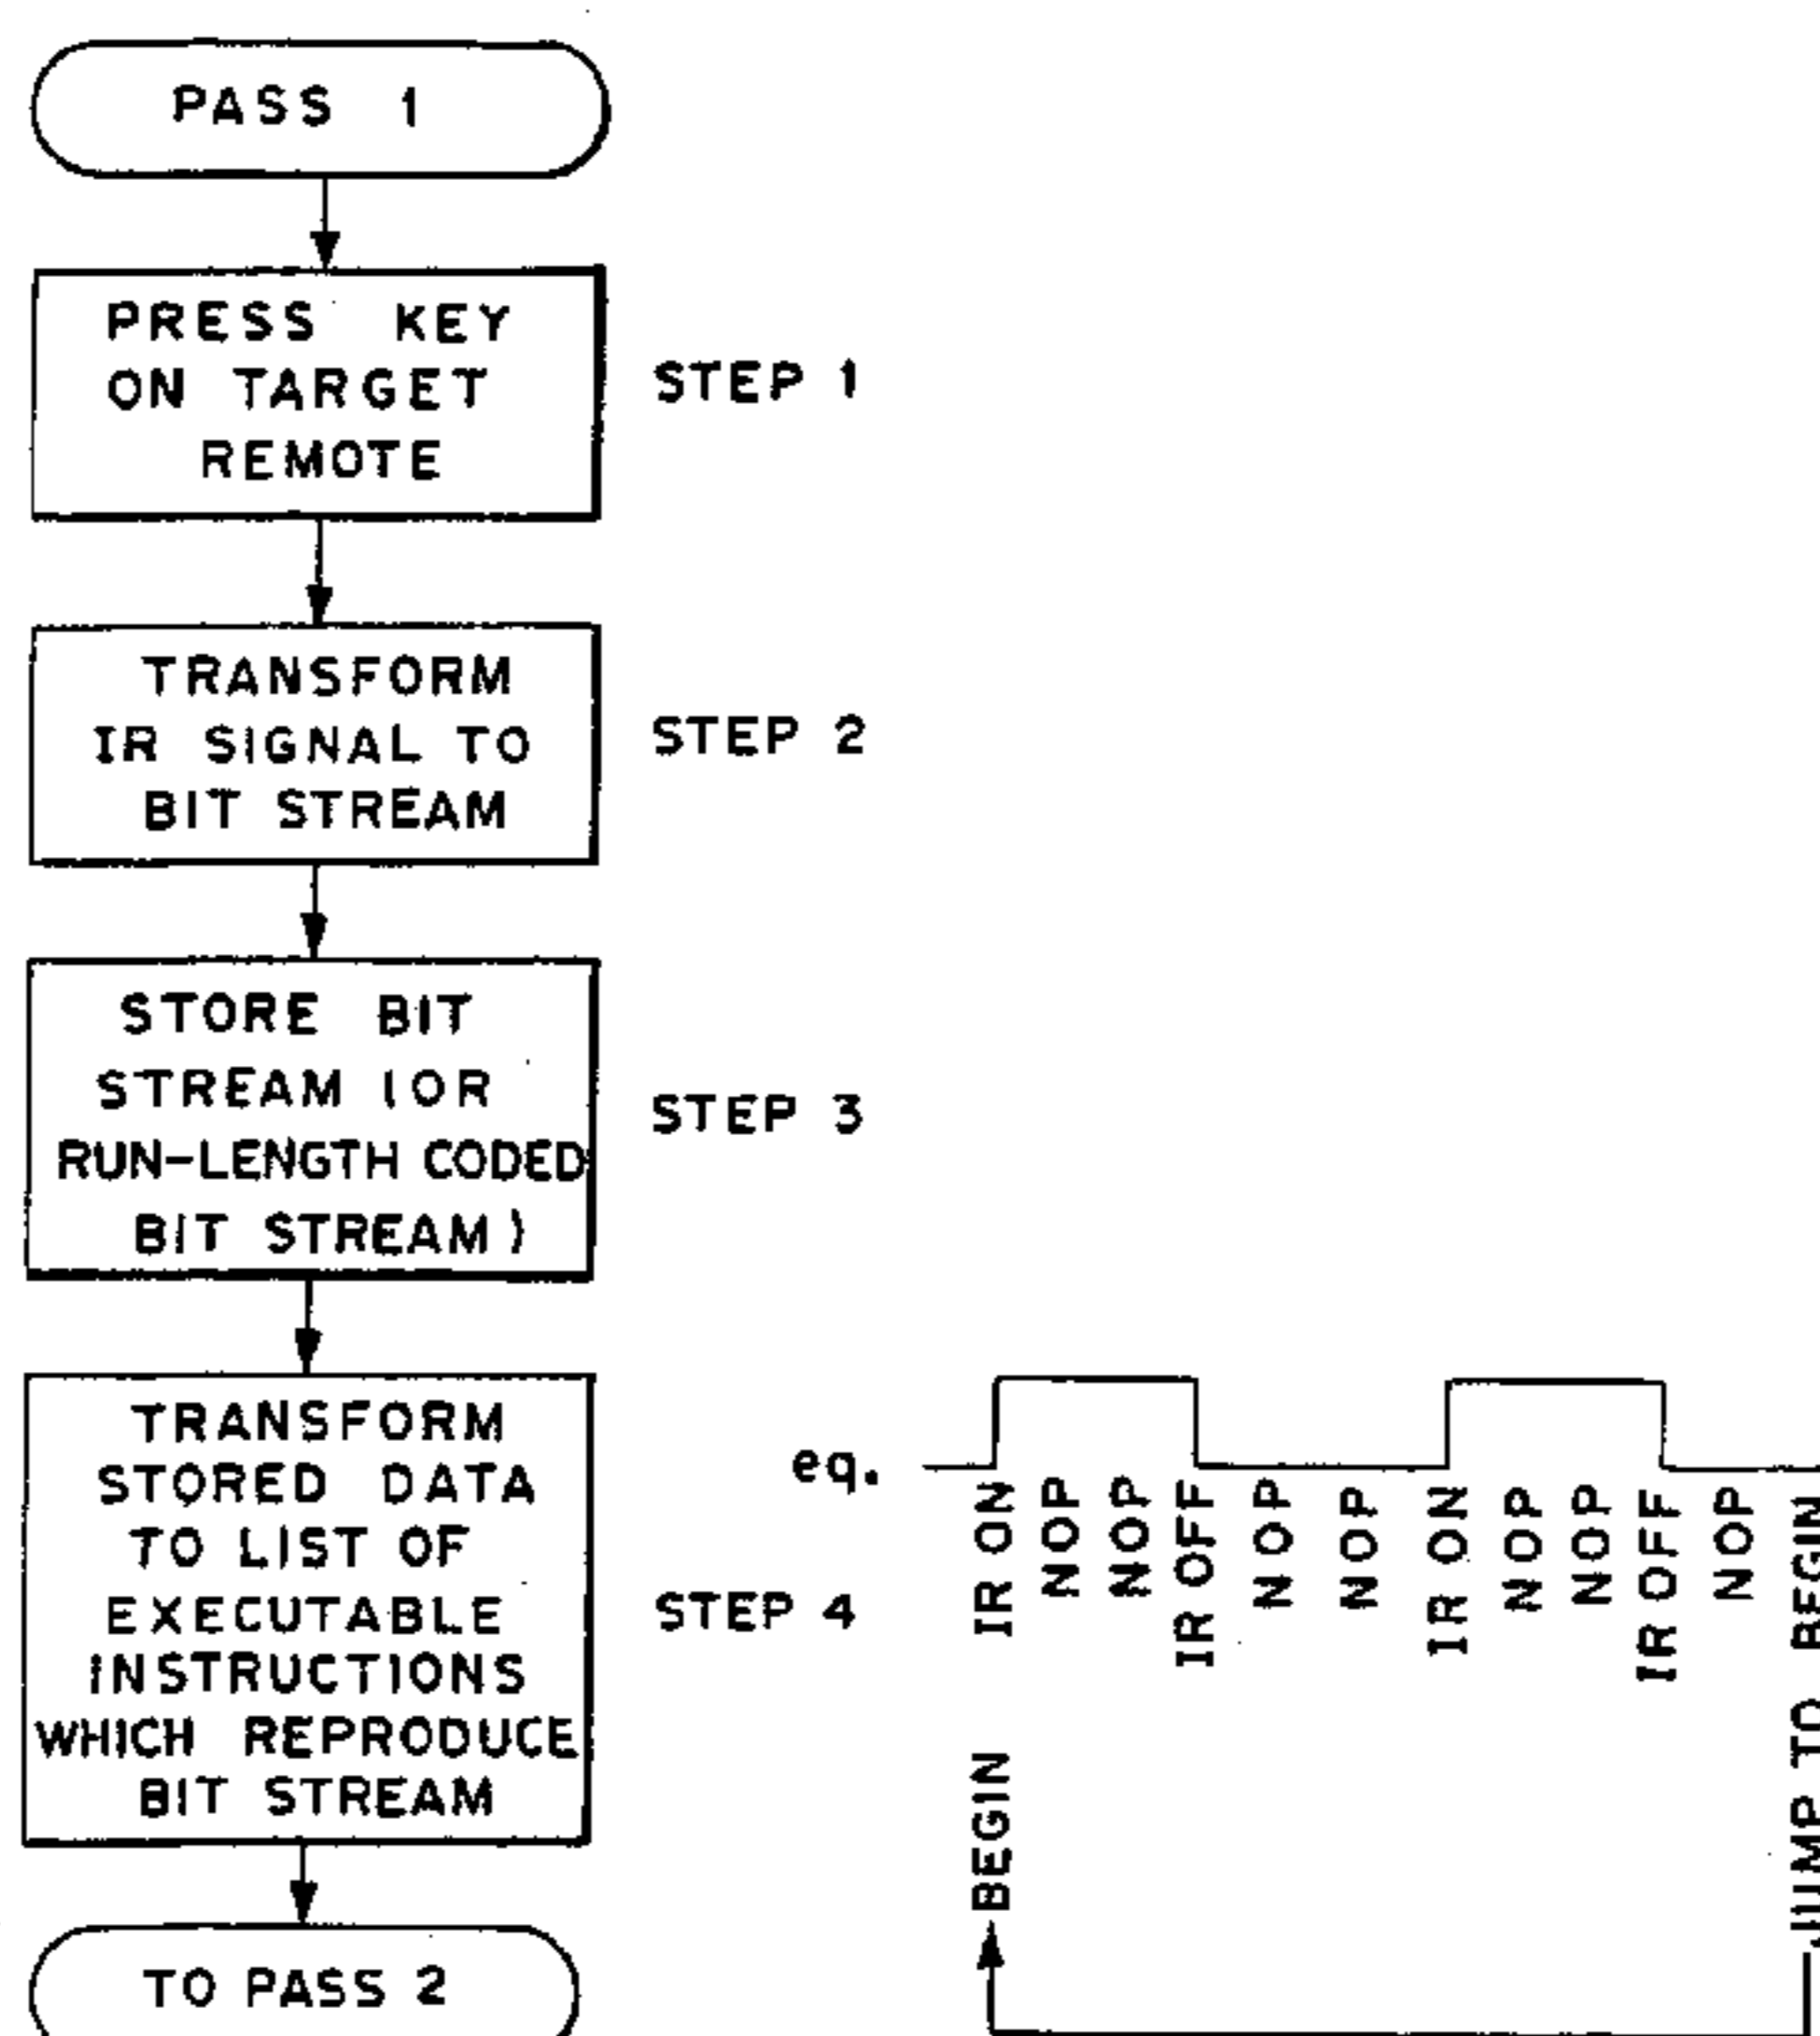 PASS 1
PRESS KEY
ON TARGET
REMOTE
STEP 1
TRANSFORM
IR SIGNAL TO
BIT STREAM
STEP 2
STORE BIT
STREAM (OR
RUN-LENGTH CODED
BIT STREAM)
STEP 3
TRANSFORM
STORED DATA
TO LIST OF
EXECUTABLE
INSTRUCTIONS
WHICH REPRODUCE
BIT STREAM
STEP 4
eq.
IR ON
NOP
NOP
IR OFF
NOP
NOP
IR ON
NOP
NOP
IR OFF
NOP
JUMP TO BEGIN
BEGIN
TO PASS 2